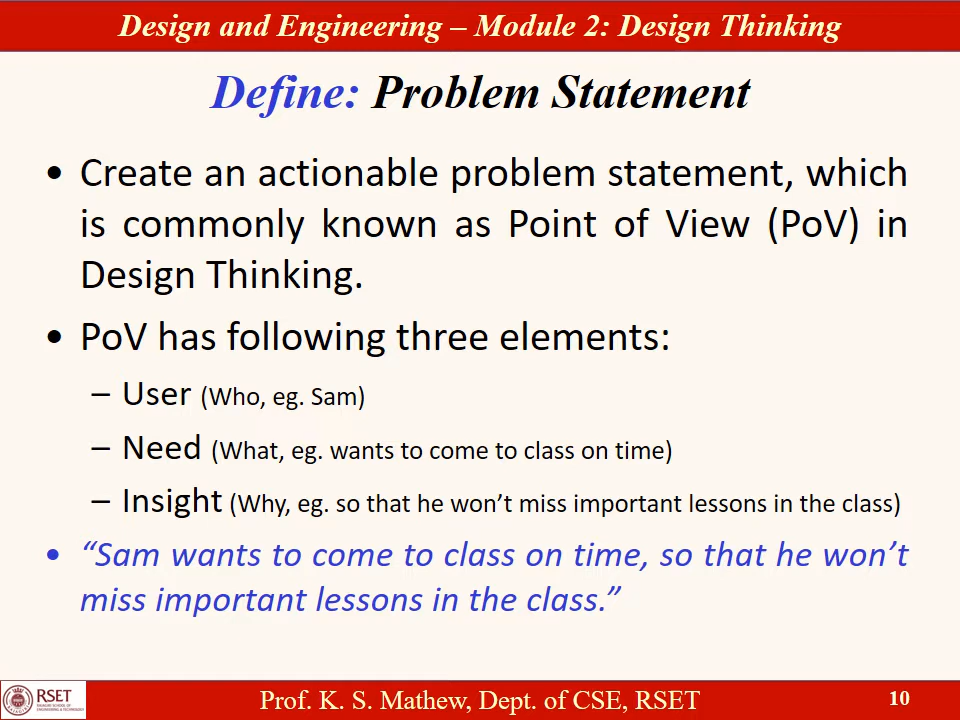 Design and Engineering – Module 2: Design Thinking
Define: Problem Statement
• Create an actionable problem statement, which
is commonly known as Point of View (PoV) in
Design Thinking.
• PoV has following three elements:
– User (Who, eg. Sam)
– Need (What, eg. wants to come to class on time)
– Insight (Why, eg. so that he won’t miss important lessons in the class)
• “Sam wants to come to class on time, so that he won’t
miss important lessons in the class.”
RSET
Prof. K. S. Mathew, Dept. of CSE, RSET
10